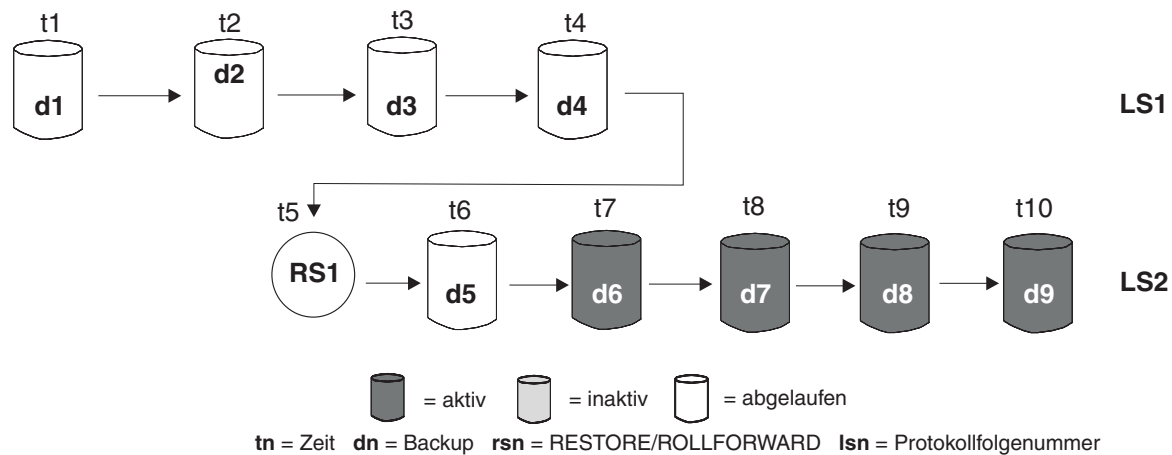 t1 t2 t3 t4
d1 d2 d3 d4 LS1
t5 t6 t7 t8 t9 t10
RS1 d5 d6 d7 d8 d9 LS2
= aktiv = inaktiv = abgelaufen
tn = Zeit dn = Backup rsn = RESTORE/ROLLFORWARD lsn = Protokollfolgenummer